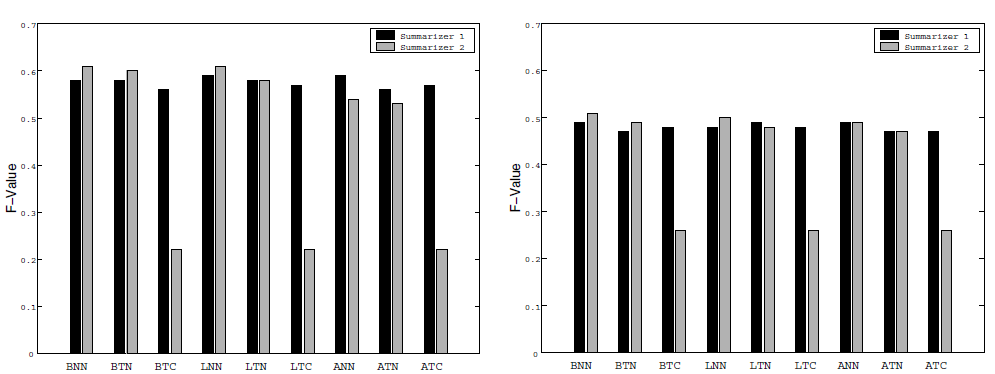 0.7
0.6
0.5
0.4
0.3
0.2
0.1
0
F-Value
Summarizer 1
Summarizer 2
BNN BTN BTC LNN LTN LTC ANN ATN ATC
0.7
0.6
0.5
0.4
0.3
0.2
0.1
0
F-Value
Summarizer 1
Summarizer 2
BNN BTN BTC LNN LTN LTC ANN ATN ATC